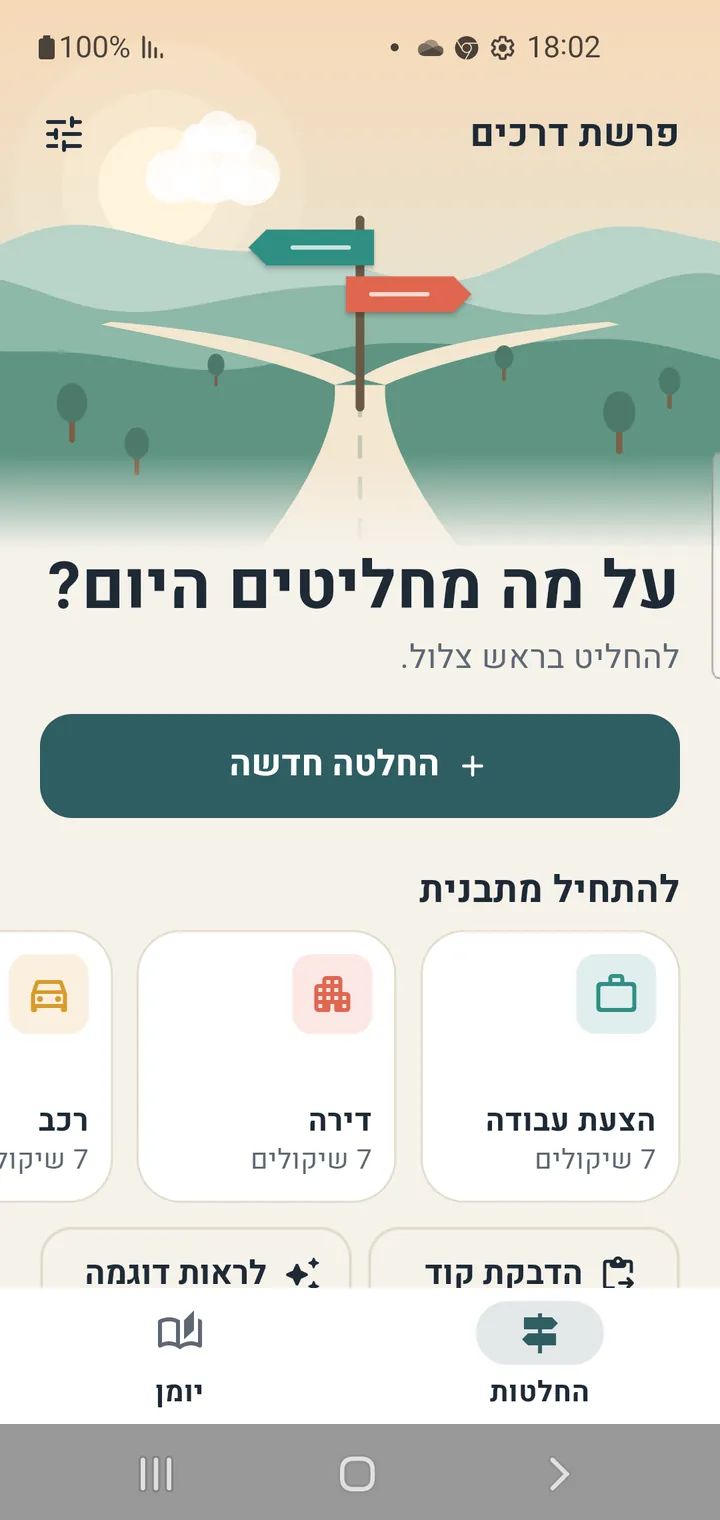 100% 18:02
פרשת דרכים
על מה מחליטים היום?
להחליט בראש צלול.
+ החלטה חדשה
להתחיל מתבנית
הצעת עבודה
7 שיקולים
דירה
7 שיקולים
רכב
7
הדבקת קוד
לראות דוגמה
החלטות
יומן